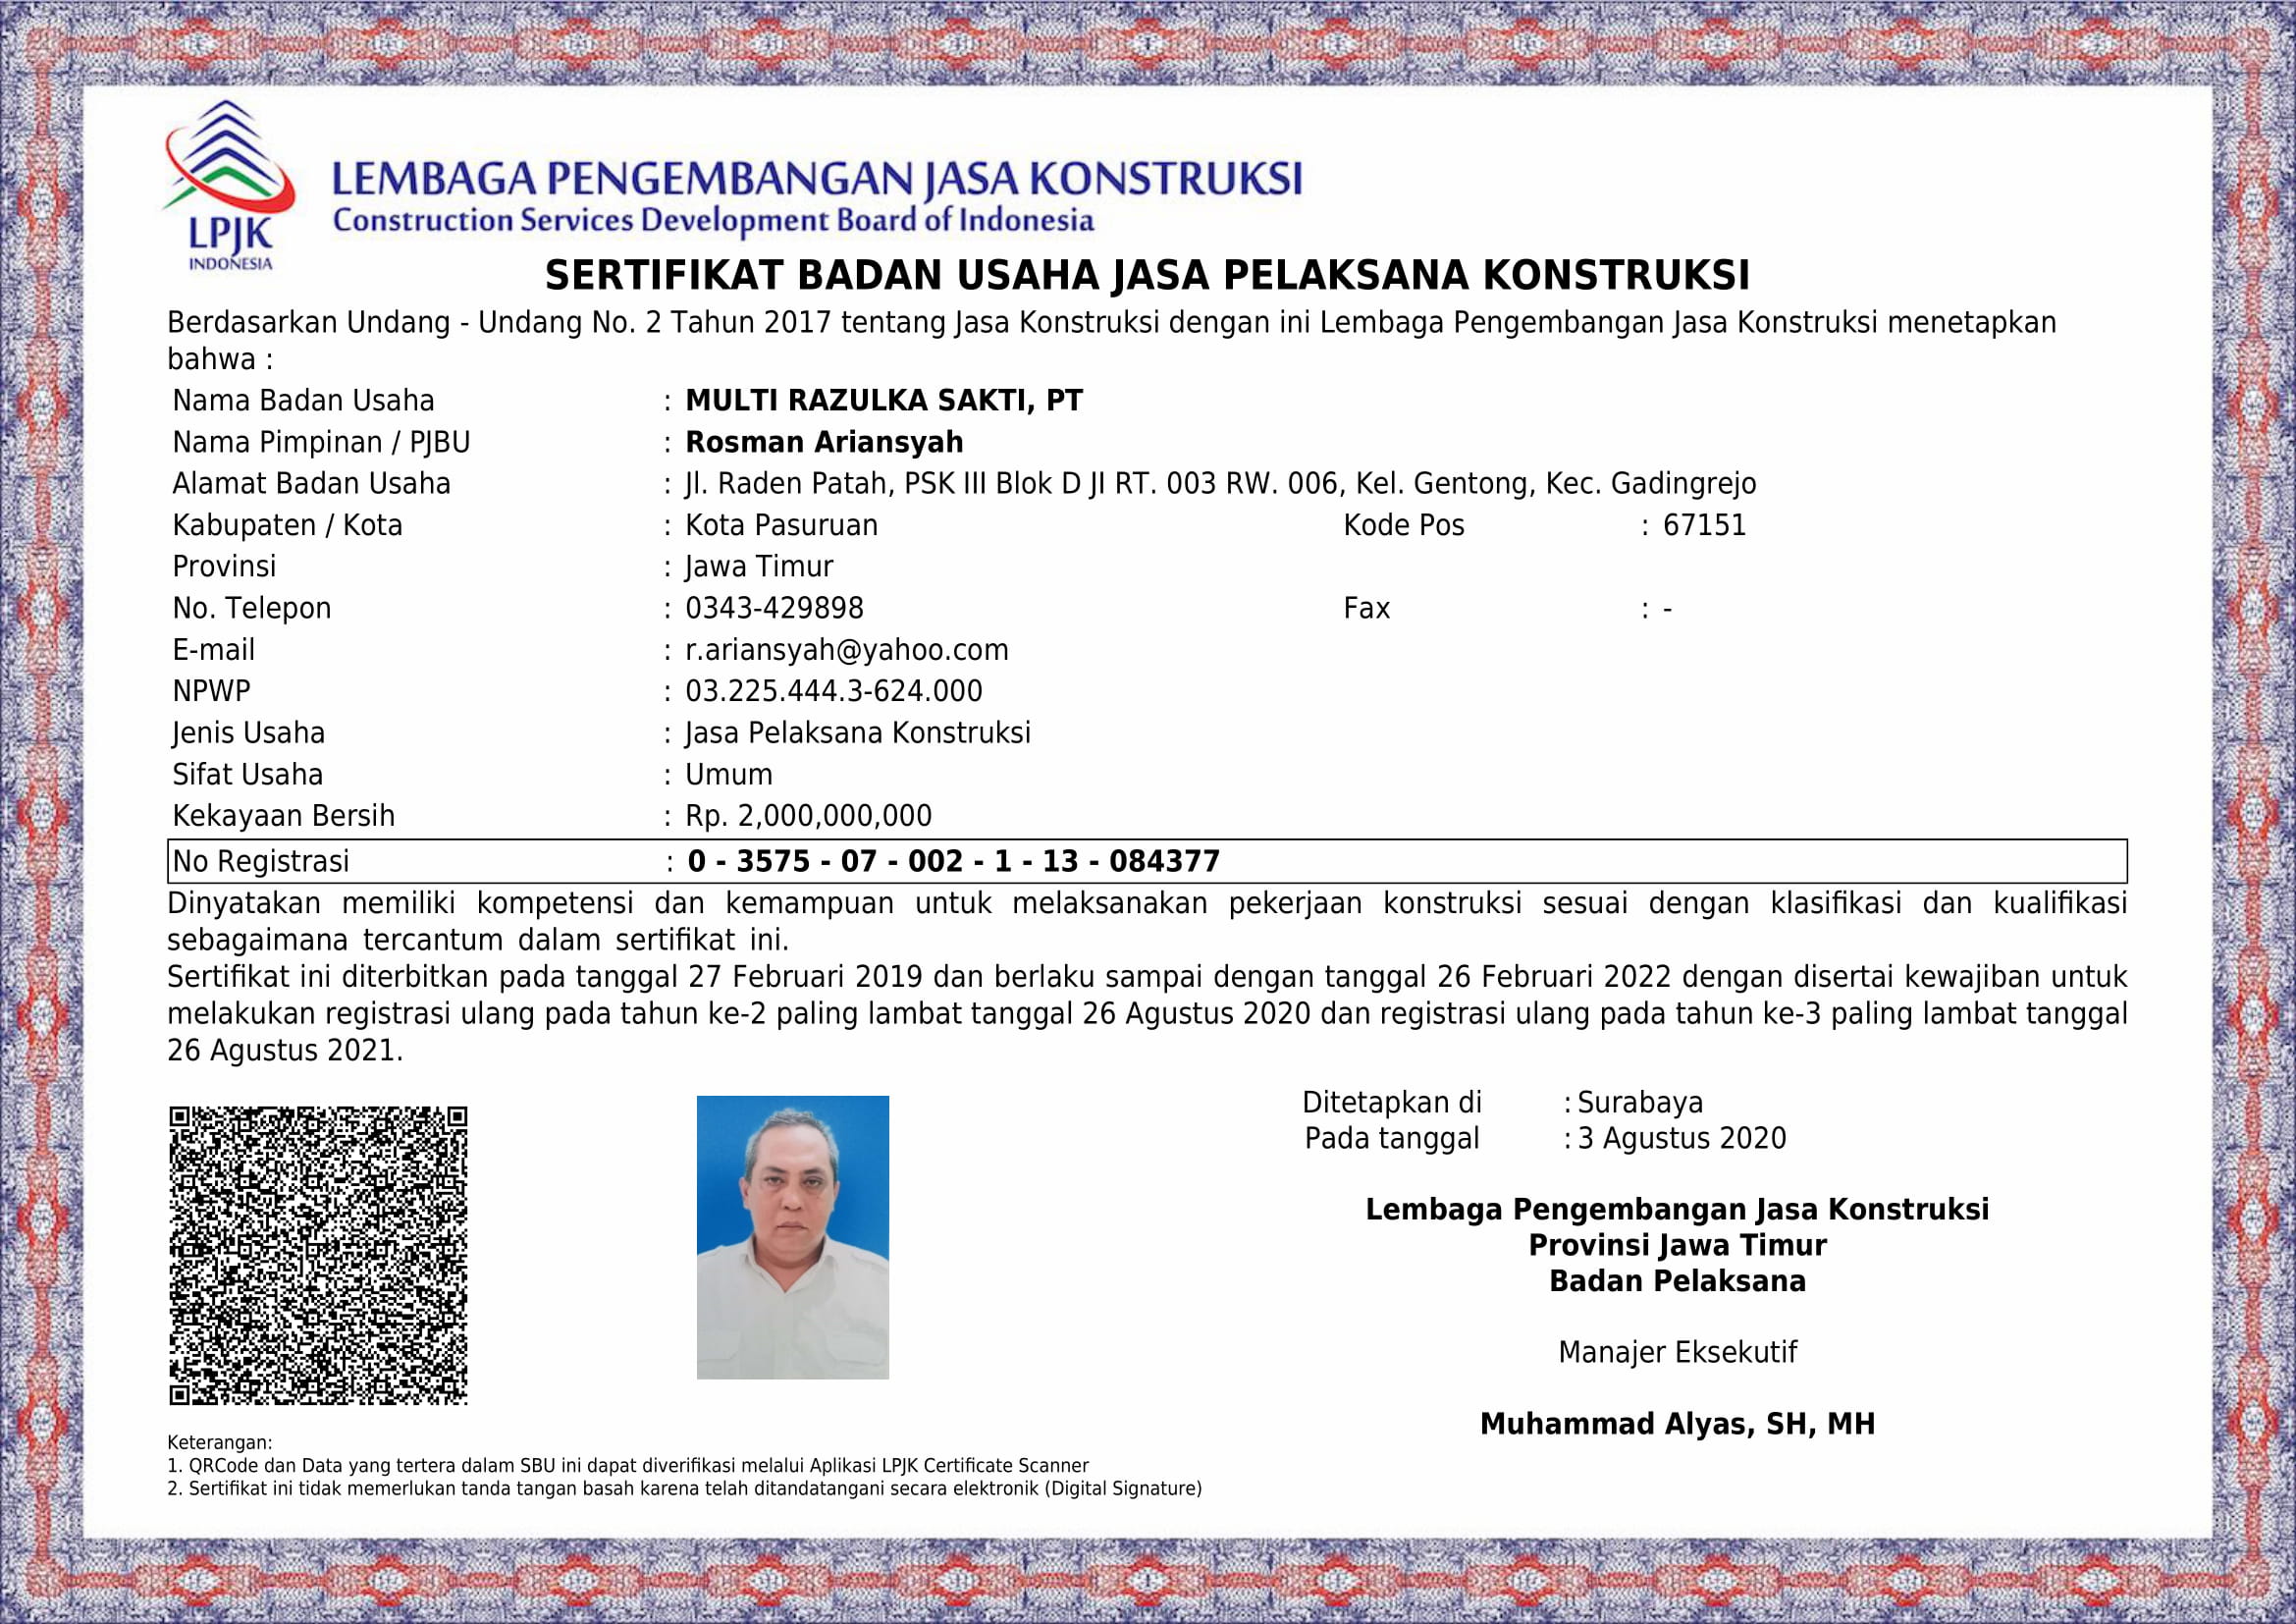 LPJK
INDONESIA
LEMBAGA PENGEMBANGAN JASA KONSTRUKSI
Construction Services Development Board of Indonesia
SERTIFIKAT BADAN USAHA JASA PELAKSANA KONSTRUKSI
Berdasarkan Undang - Undang No. 2 Tahun 2017 tentang Jasa Konstruksi dengan ini Lembaga Pengembangan Jasa Konstruksi menetapkan
bahwa :
Nama Badan Usaha : MULTI RAZULKA SAKTI, PT
Nama Pimpinan / PJBU : Rosman Ariansyah
Alamat Badan Usaha : Jl. Raden Patah, PSK III Blok D JI RT. 003 RW. 006, Kel. Gentong, Kec. Gadingrejo
Kabupaten / Kota : Kota Pasuruan Kode Pos : 67151
Provinsi : Jawa Timur
No. Telepon : 0343-429898 Fax : -
E-mail : r.ariansyah@yahoo.com
NPWP : 03.225.444.3-624.000
Jenis Usaha : Jasa Pelaksana Konstruksi
Sifat Usaha : Umum
Kekayaan Bersih : Rp. 2,000,000,000
No Registrasi : 0 - 3575 - 07 - 002 - 1 - 13 - 084377
Dinyatakan memiliki kompetensi dan kemampuan untuk melaksanakan pekerjaan konstruksi sesuai dengan klasifikasi dan kualifikasi
sebagaimana tercantum dalam sertifikat ini.
Sertifikat ini diterbitkan pada tanggal 27 Februari 2019 dan berlaku sampai dengan tanggal 26 Februari 2022 dengan disertai kewajiban untuk
melakukan registrasi ulang pada tahun ke-2 paling lambat tanggal 26 Agustus 2020 dan registrasi ulang pada tahun ke-3 paling lambat tanggal
26 Agustus 2021.
Ditetapkan di : Surabaya
Pada tanggal : 3 Agustus 2020
Lembaga Pengembangan Jasa Konstruksi
Provinsi Jawa Timur
Badan Pelaksana
Manajer Eksekutif
Muhammad Alyas, SH, MH
Keterangan:
1. QRCode dan Data yang tertera dalam SBU ini dapat diverifikasi melalui Aplikasi LPJK Certificate Scanner
2. Sertifikat ini tidak memerlukan tanda tangan basah karena telah ditandatangani secara elektronik (Digital Signature)